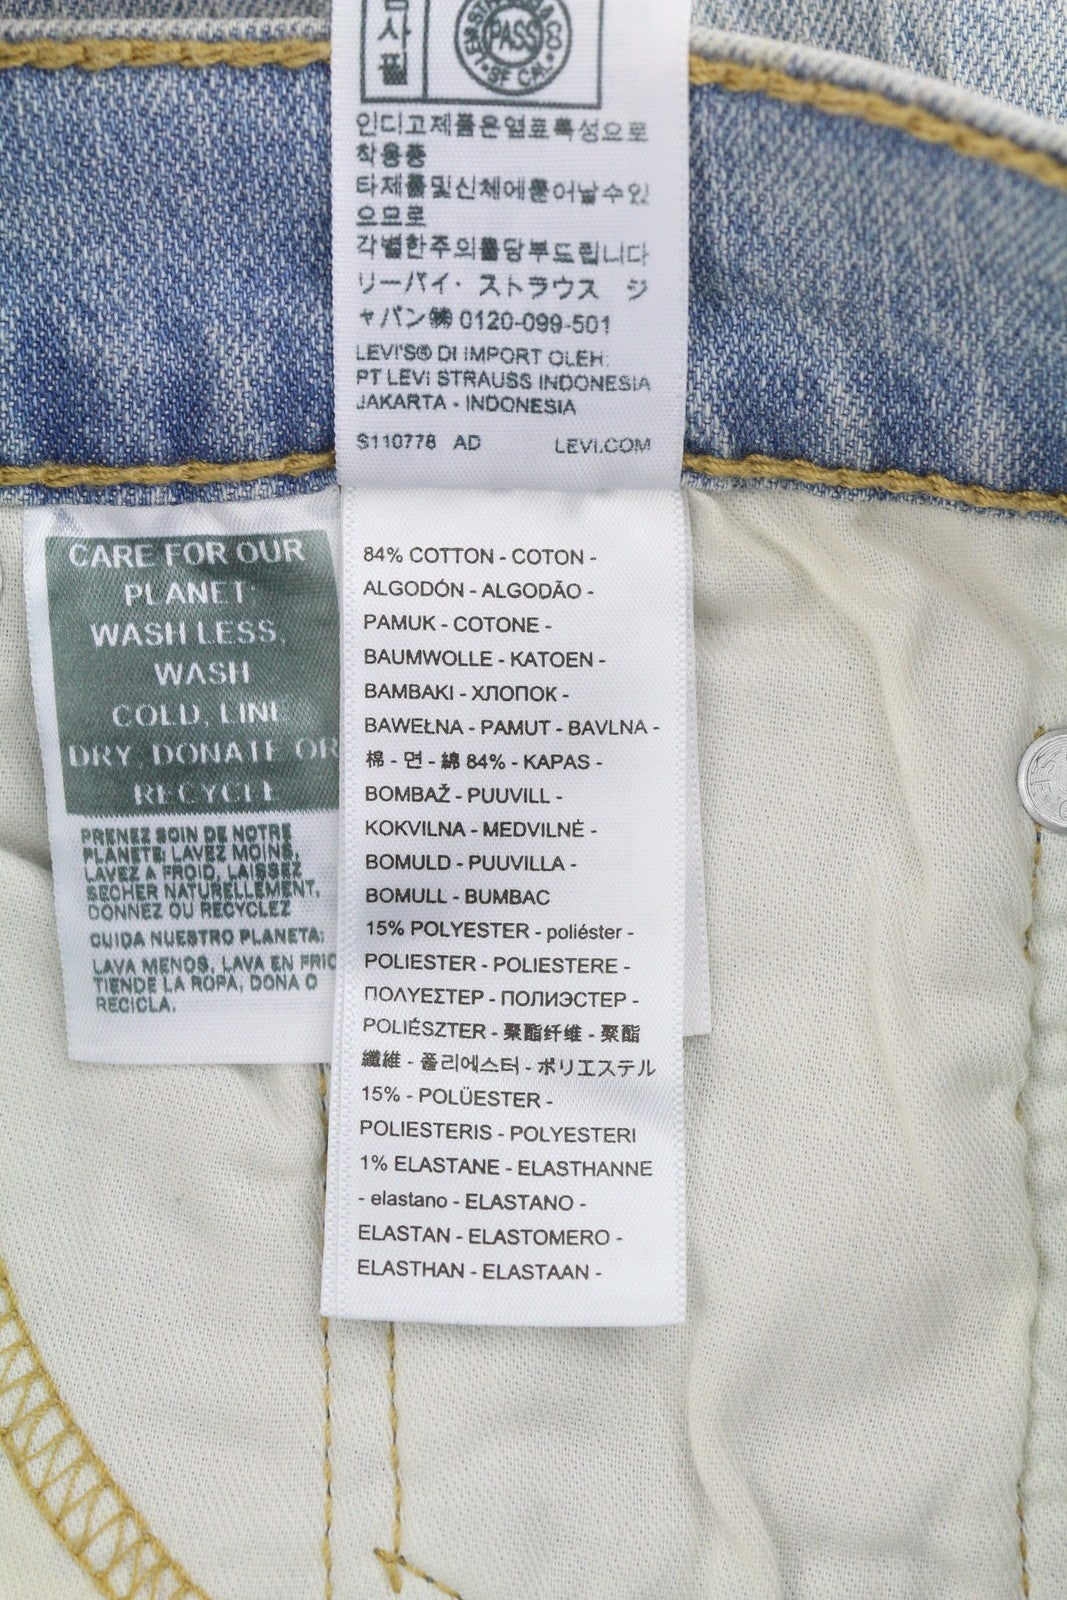 사필
PASS
SF CAL
인디고제품은염료특성으로
착용중
타제품및신체에묻어날수있
으므로
각별한주의를당부드립니다
リーバイ・ストラウス ジ
ャパン㈱ 0120-099-501
LEVI'S® DI IMPORT OLEH:
PT LEVI STRAUSS INDONESIA
JAKARTA - INDONESIA
S110778 AD LEVI.COM
CARE FOR OUR
PLANET:
WASH LESS,
WASH
COLD, LINE
DRY, DONATE OR
RECYCLE
PRENEZ SOIN DE NOTRE
PLANETE: LAVEZ MOINS,
LAVEZ A FROID, LAISSEZ
SECHER NATURELLEMENT,
DONNEZ OU RECYCLEZ
CUIDA NUESTRO PLANETA:
LAVA MENOS, LAVA EN FRIO
TIENDE LA ROPA, DONA O
RECICLA.
84% COTTON - COTON -
ALGODÓN - ALGODÃO -
PAMUK - COTONE -
BAUMWOLLE - KATOEN -
BAMBAKI - ХЛОПОК -
BAWEŁNA - PAMUT - BAVLNA -
棉 - 면 - 綿 84% - KAPAS -
BOMBAŽ - PUUVILL -
KOKVILNA - MEDVILNĖ -
BOMULD - PUUVILLA -
BOMULL - BUMBAC
15% POLYESTER - poliéster -
POLIESTER - POLIESTERE -
ΠΟΛΥΕΣΤΕΡ - ПОЛИЭСТЕР -
POLIÉSZTER - 聚酯纤维 - 聚酯
纖維 - 폴리에스터 - ポリエステル
15% - POLÜESTER -
POLIESTERIS - POLYESTERI
1% ELASTANE - ELASTHANNE
- elastano - ELASTANO -
ELASTAN - ELASTOMERO -
ELASTHAN - ELASTAAN -